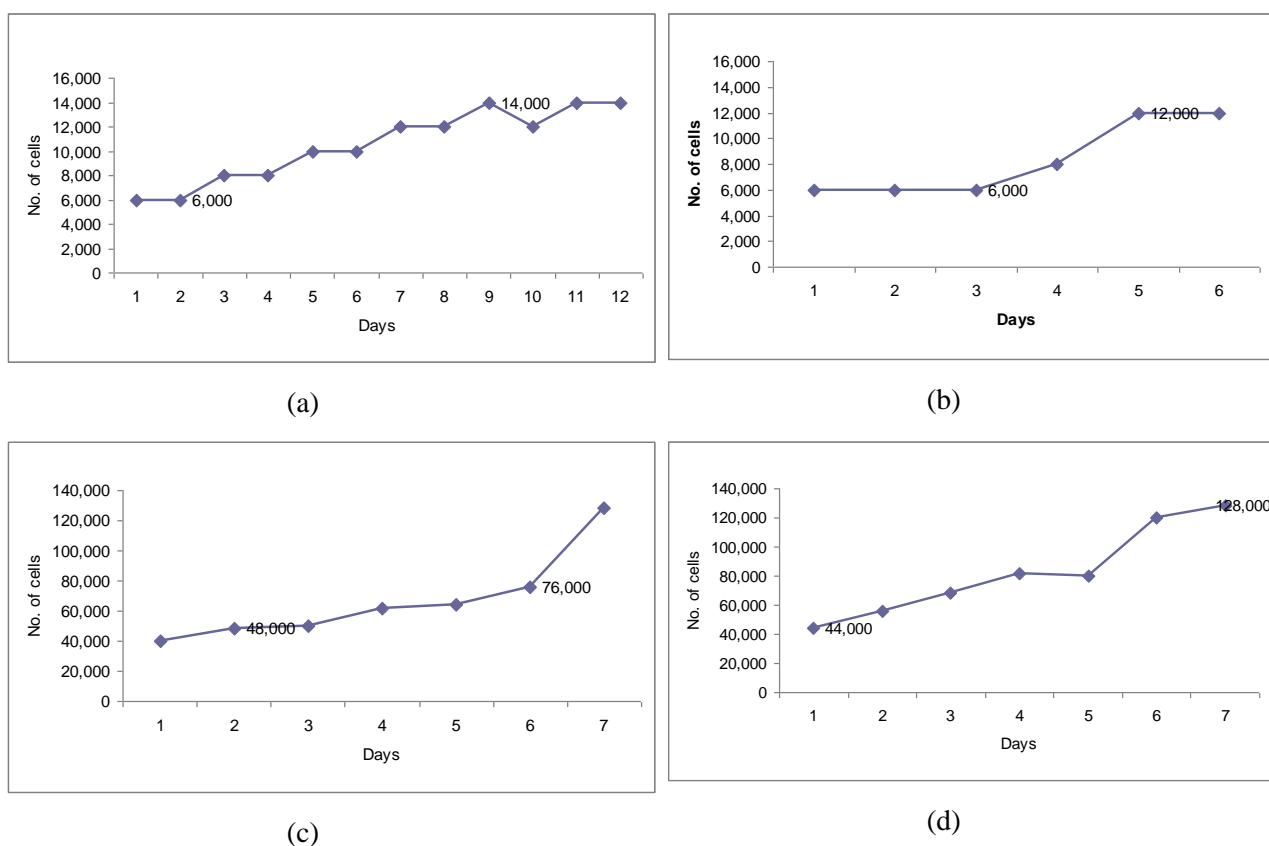 16,000
14,000
12,000
10,000
8,000
6,000
4,000
2,000
0
No. of cells
14,000
6,000
1 2 3 4 5 6 7 8 9 10 11 12
Days
(a)
16,000
14,000
12,000
10,000
8,000
6,000
4,000
2,000
0
No. of cells
12,000
6,000
1 2 3 4 5 6
Days
(b)
140,000
120,000
100,000
80,000
60,000
40,000
20,000
0
No. of cells
76,000
48,000
1 2 3 4 5 6 7
Days
(c)
140,000
120,000
100,000
80,000
60,000
40,000
20,000
0
No. of cells
128,000
44,000
1 2 3 4 5 6 7
Days
(d)